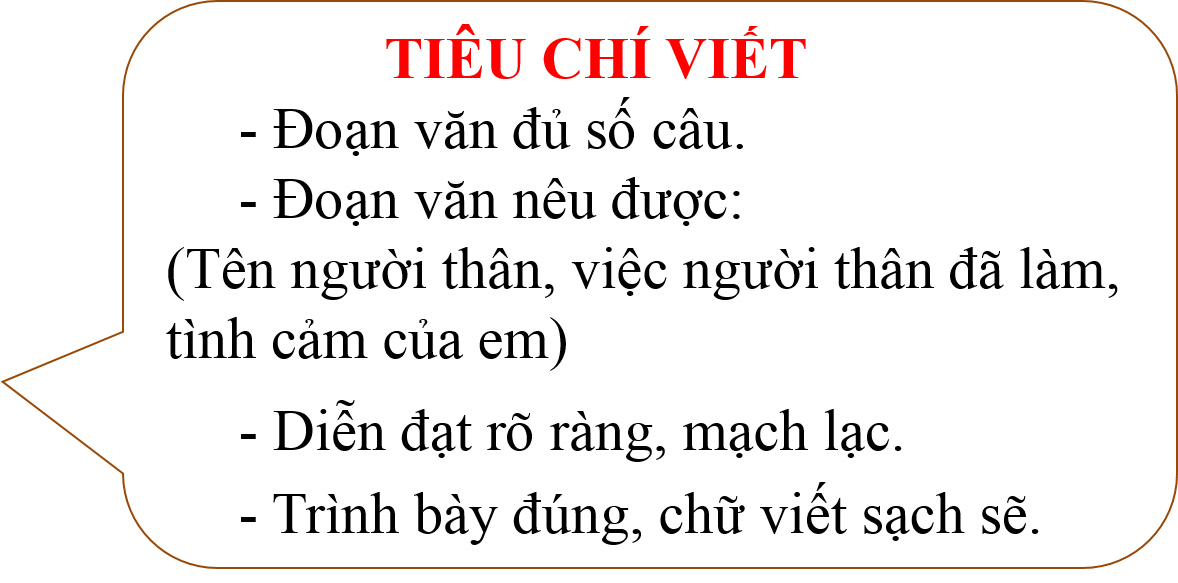 TIÊU CHÍ VIẾT
- Đoạn văn đủ số câu.
- Đoạn văn nêu được:
(Tên người thân, việc người thân đã làm,
tình cảm của em)
- Diễn đạt rõ ràng, mạch lạc.
- Trình bày đúng, chữ viết sạch sẽ.